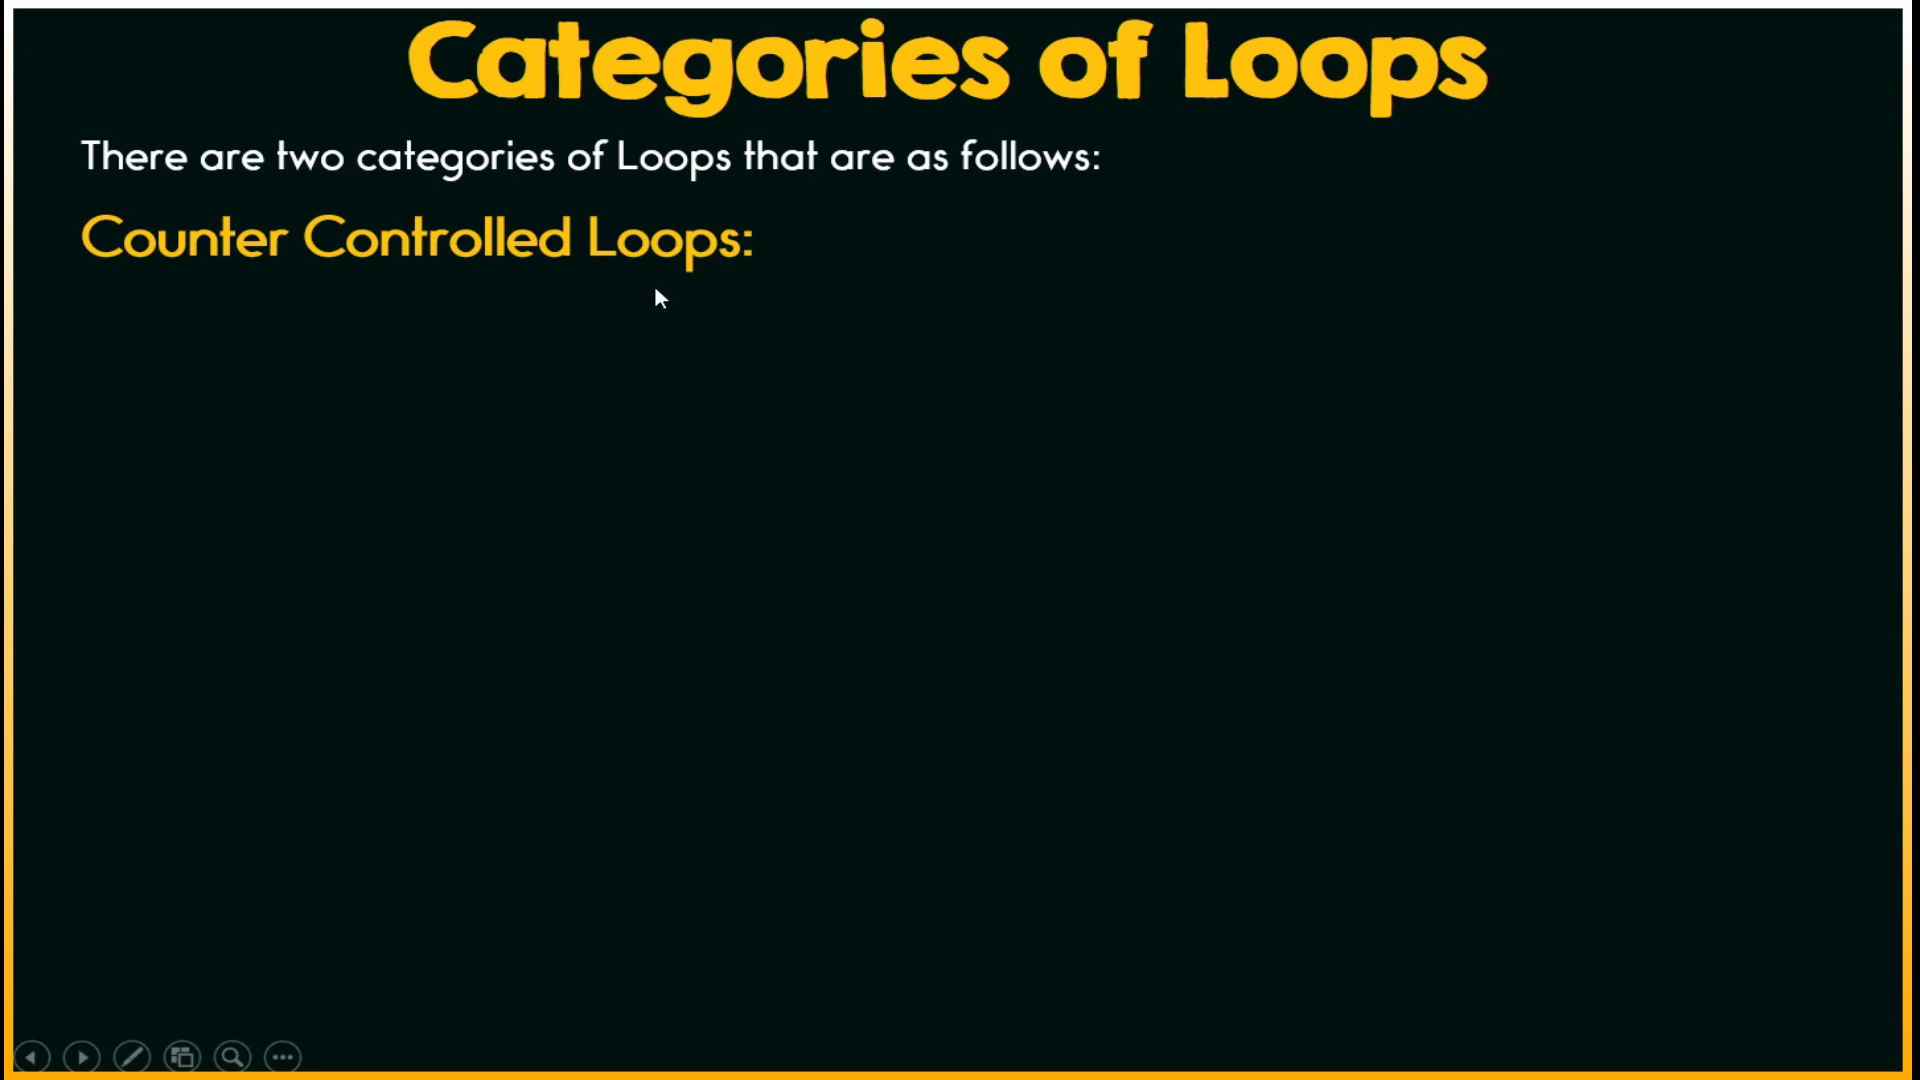 Categories of Loops
There are two categories of Loops that are as follows:
Counter Controlled Loops: